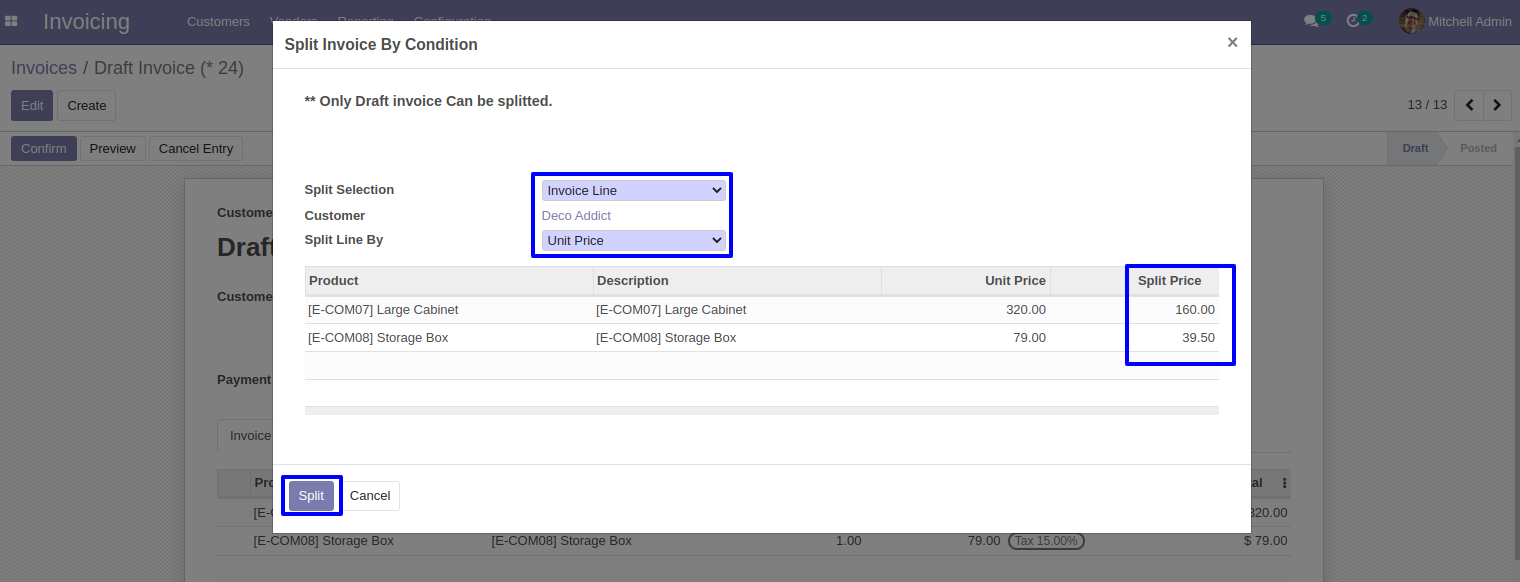 Invoicing Customers Vendors Reporting Configuration 5 2 Mitchell Admin
Split Invoice By Condition ×
Invoices / Draft Invoice (* 24)
** Only Draft invoice Can be splitted.
Edit Create 13 / 13
Confirm Preview Cancel Entry Draft Posted
Split Selection Invoice Line
Custome
Customer Deco Addict
Split Line By Unit Price
Draft
Product Description Unit Price Split Price
Custome
[E-COM07] Large Cabinet [E-COM07] Large Cabinet 320.00 160.00
[E-COM08] Storage Box [E-COM08] Storage Box 79.00 39.50
Payment
Invoice
Split Cancel
Pro al
[E-C 320.00
[E-COM08] Storage Box [E-COM08] Storage Box 1.00 79.00 Tax 15.00% $ 79.00